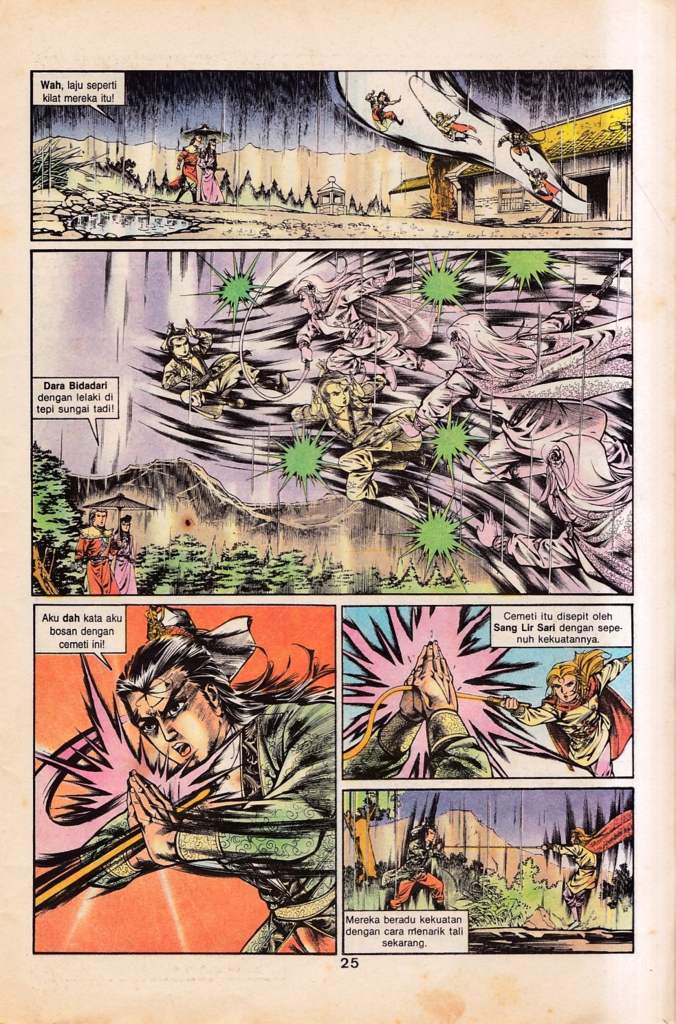 Wah, laju seperti
kilat mereka itu!
Dara Bidadari
dengan lelaki di
tepi sungai tadi!
Aku dah kata aku
bosan dengan
cemeti ini!
Cemeti itu disepit oleh
Sang Lir Sari dengan sepe-
nuh kekuatannya.
Mereka beradu kekuatan
dengan cara menarik tali
sekarang.
25